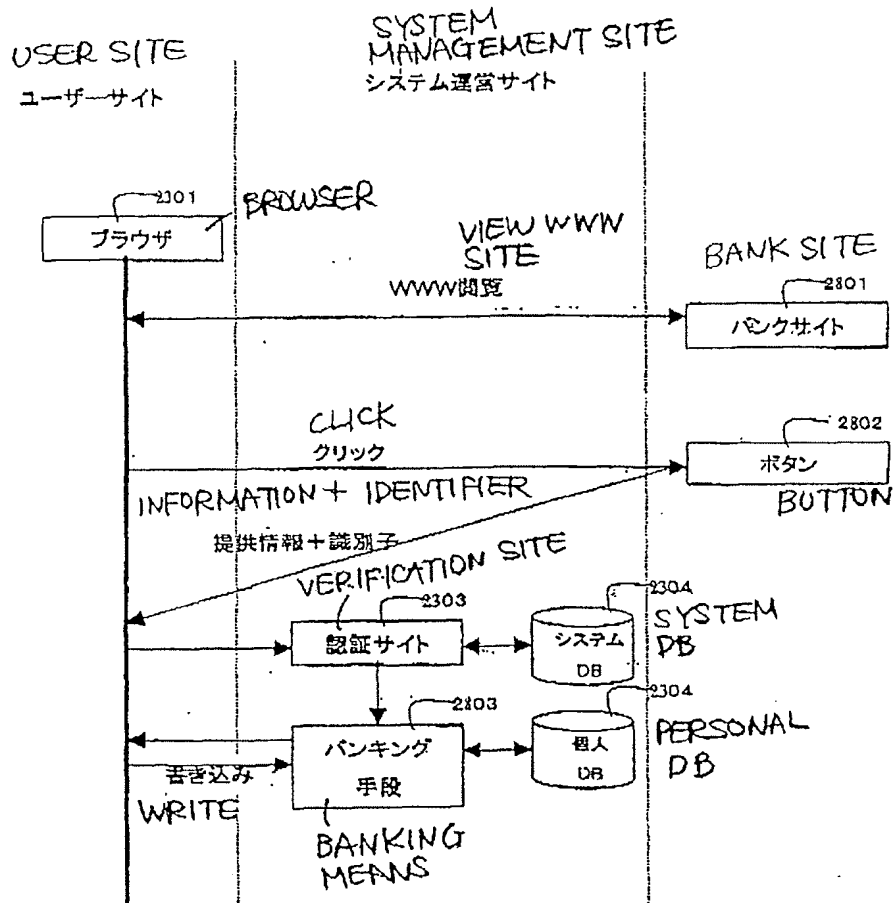 USER SITE
ユーザーサイト
SYSTEM
MANAGEMENT SITE
システム運営サイト
2301
ブラウザ
BROWSER
VIEW WWW
SITE
WWW閲覧
BANK SITE
2801
バンクサイト
CLICK
クリック
2802
ボタン
BUTTON
INFORMATION + IDENTIFIER
提供情報+識別子
VERIFICATION SITE
2303
認証サイト
2304
システム
DB
SYSTEM
DB
2803
バンキング
手段
2304
個人
DB
PERSONAL
DB
書き込み
WRITE
BANKING
MEANS